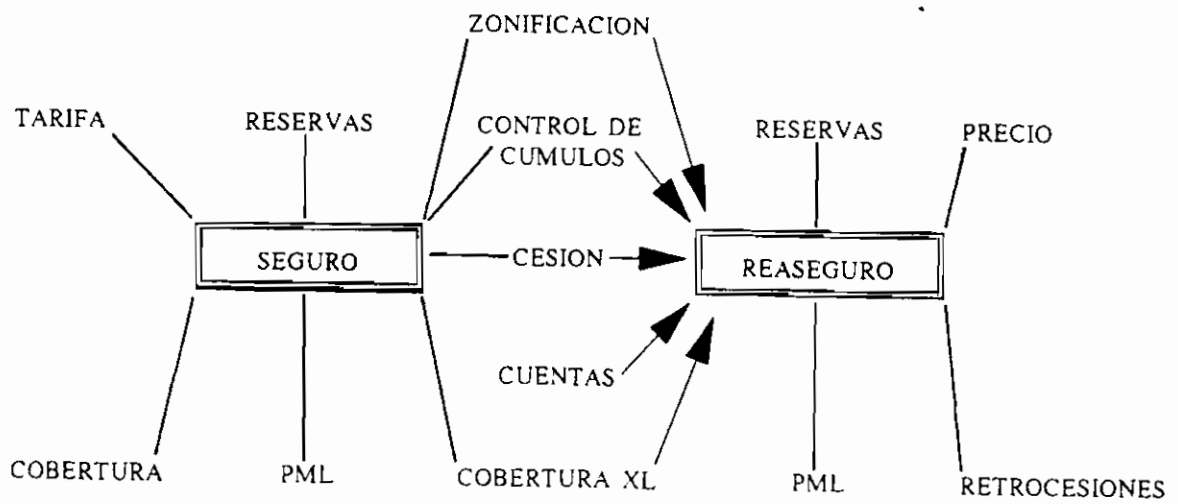 ZONIFICACION
TARIFA
RESERVAS
CONTROL DE
CUMULOS
RESERVAS
PRECIO
SEGURO
CESION
REASEGURO
CUENTAS
COBERTURA
PML
COBERTURA XL
PML
RETROCESIONES